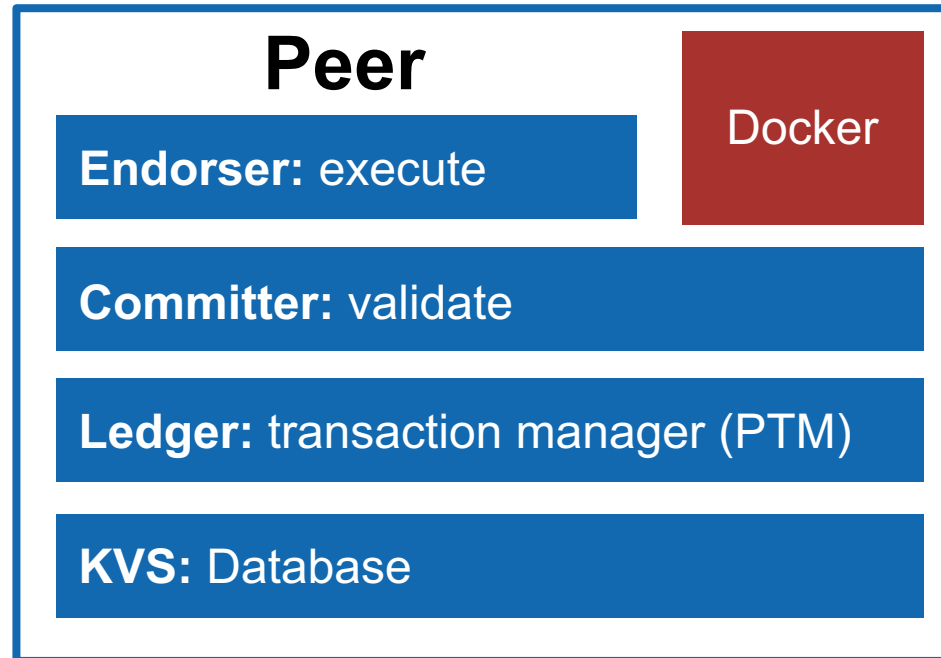 Peer
Docker
Endorser: execute
Committer: validate
Ledger: transaction manager (PTM)
KVS: Database